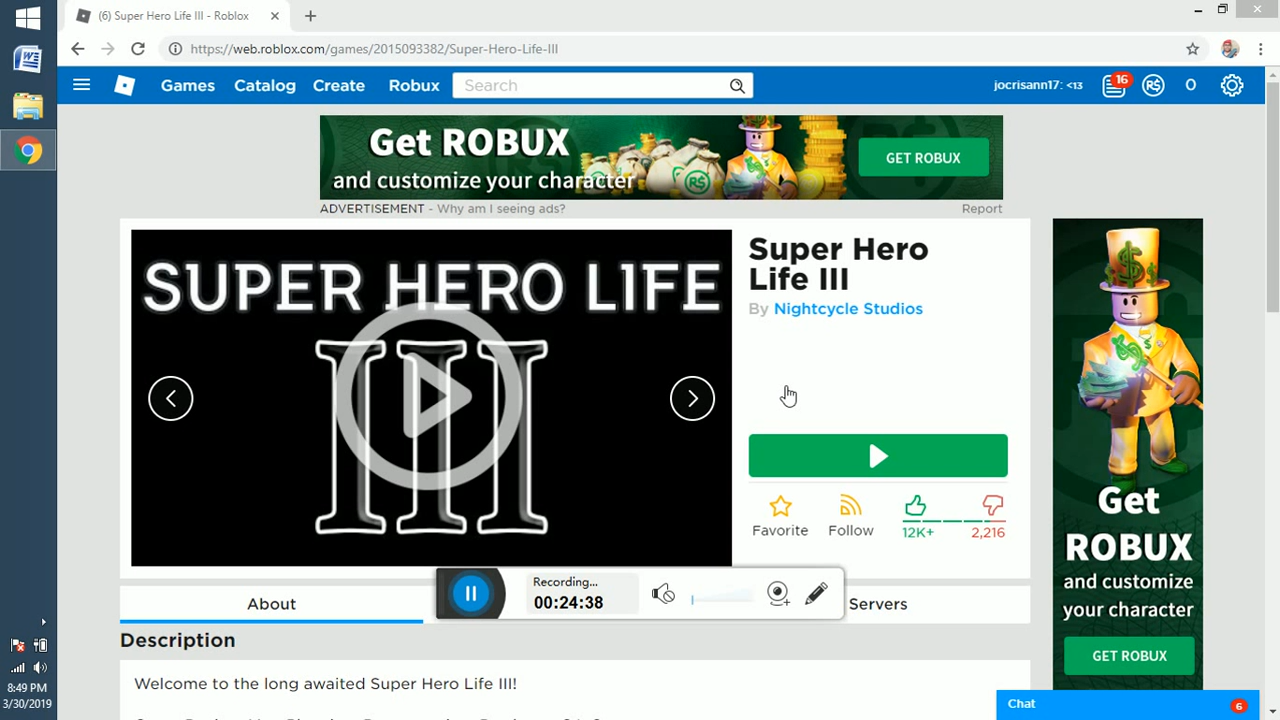 (6) Super Hero Life III - Roblox
https://web.roblox.com/games/2015093382/Super-Hero-Life-III
Games Catalog Create Robux Search jocrisann17: <13 16 0
Get ROBUX
and customize your character
GET ROBUX
ADVERTISEMENT - Why am I seeing ads? Report
SUPER HERO LIFE
III
Super Hero
Life III
By Nightcycle Studios
Favorite Follow 12K+ 2,216
Recording...
00:24:38
About Servers
Description
Welcome to the long awaited Super Hero Life III!
Get
ROBUX
and customize
your character
GET ROBUX
Chat 6
8:49 PM
3/30/2019